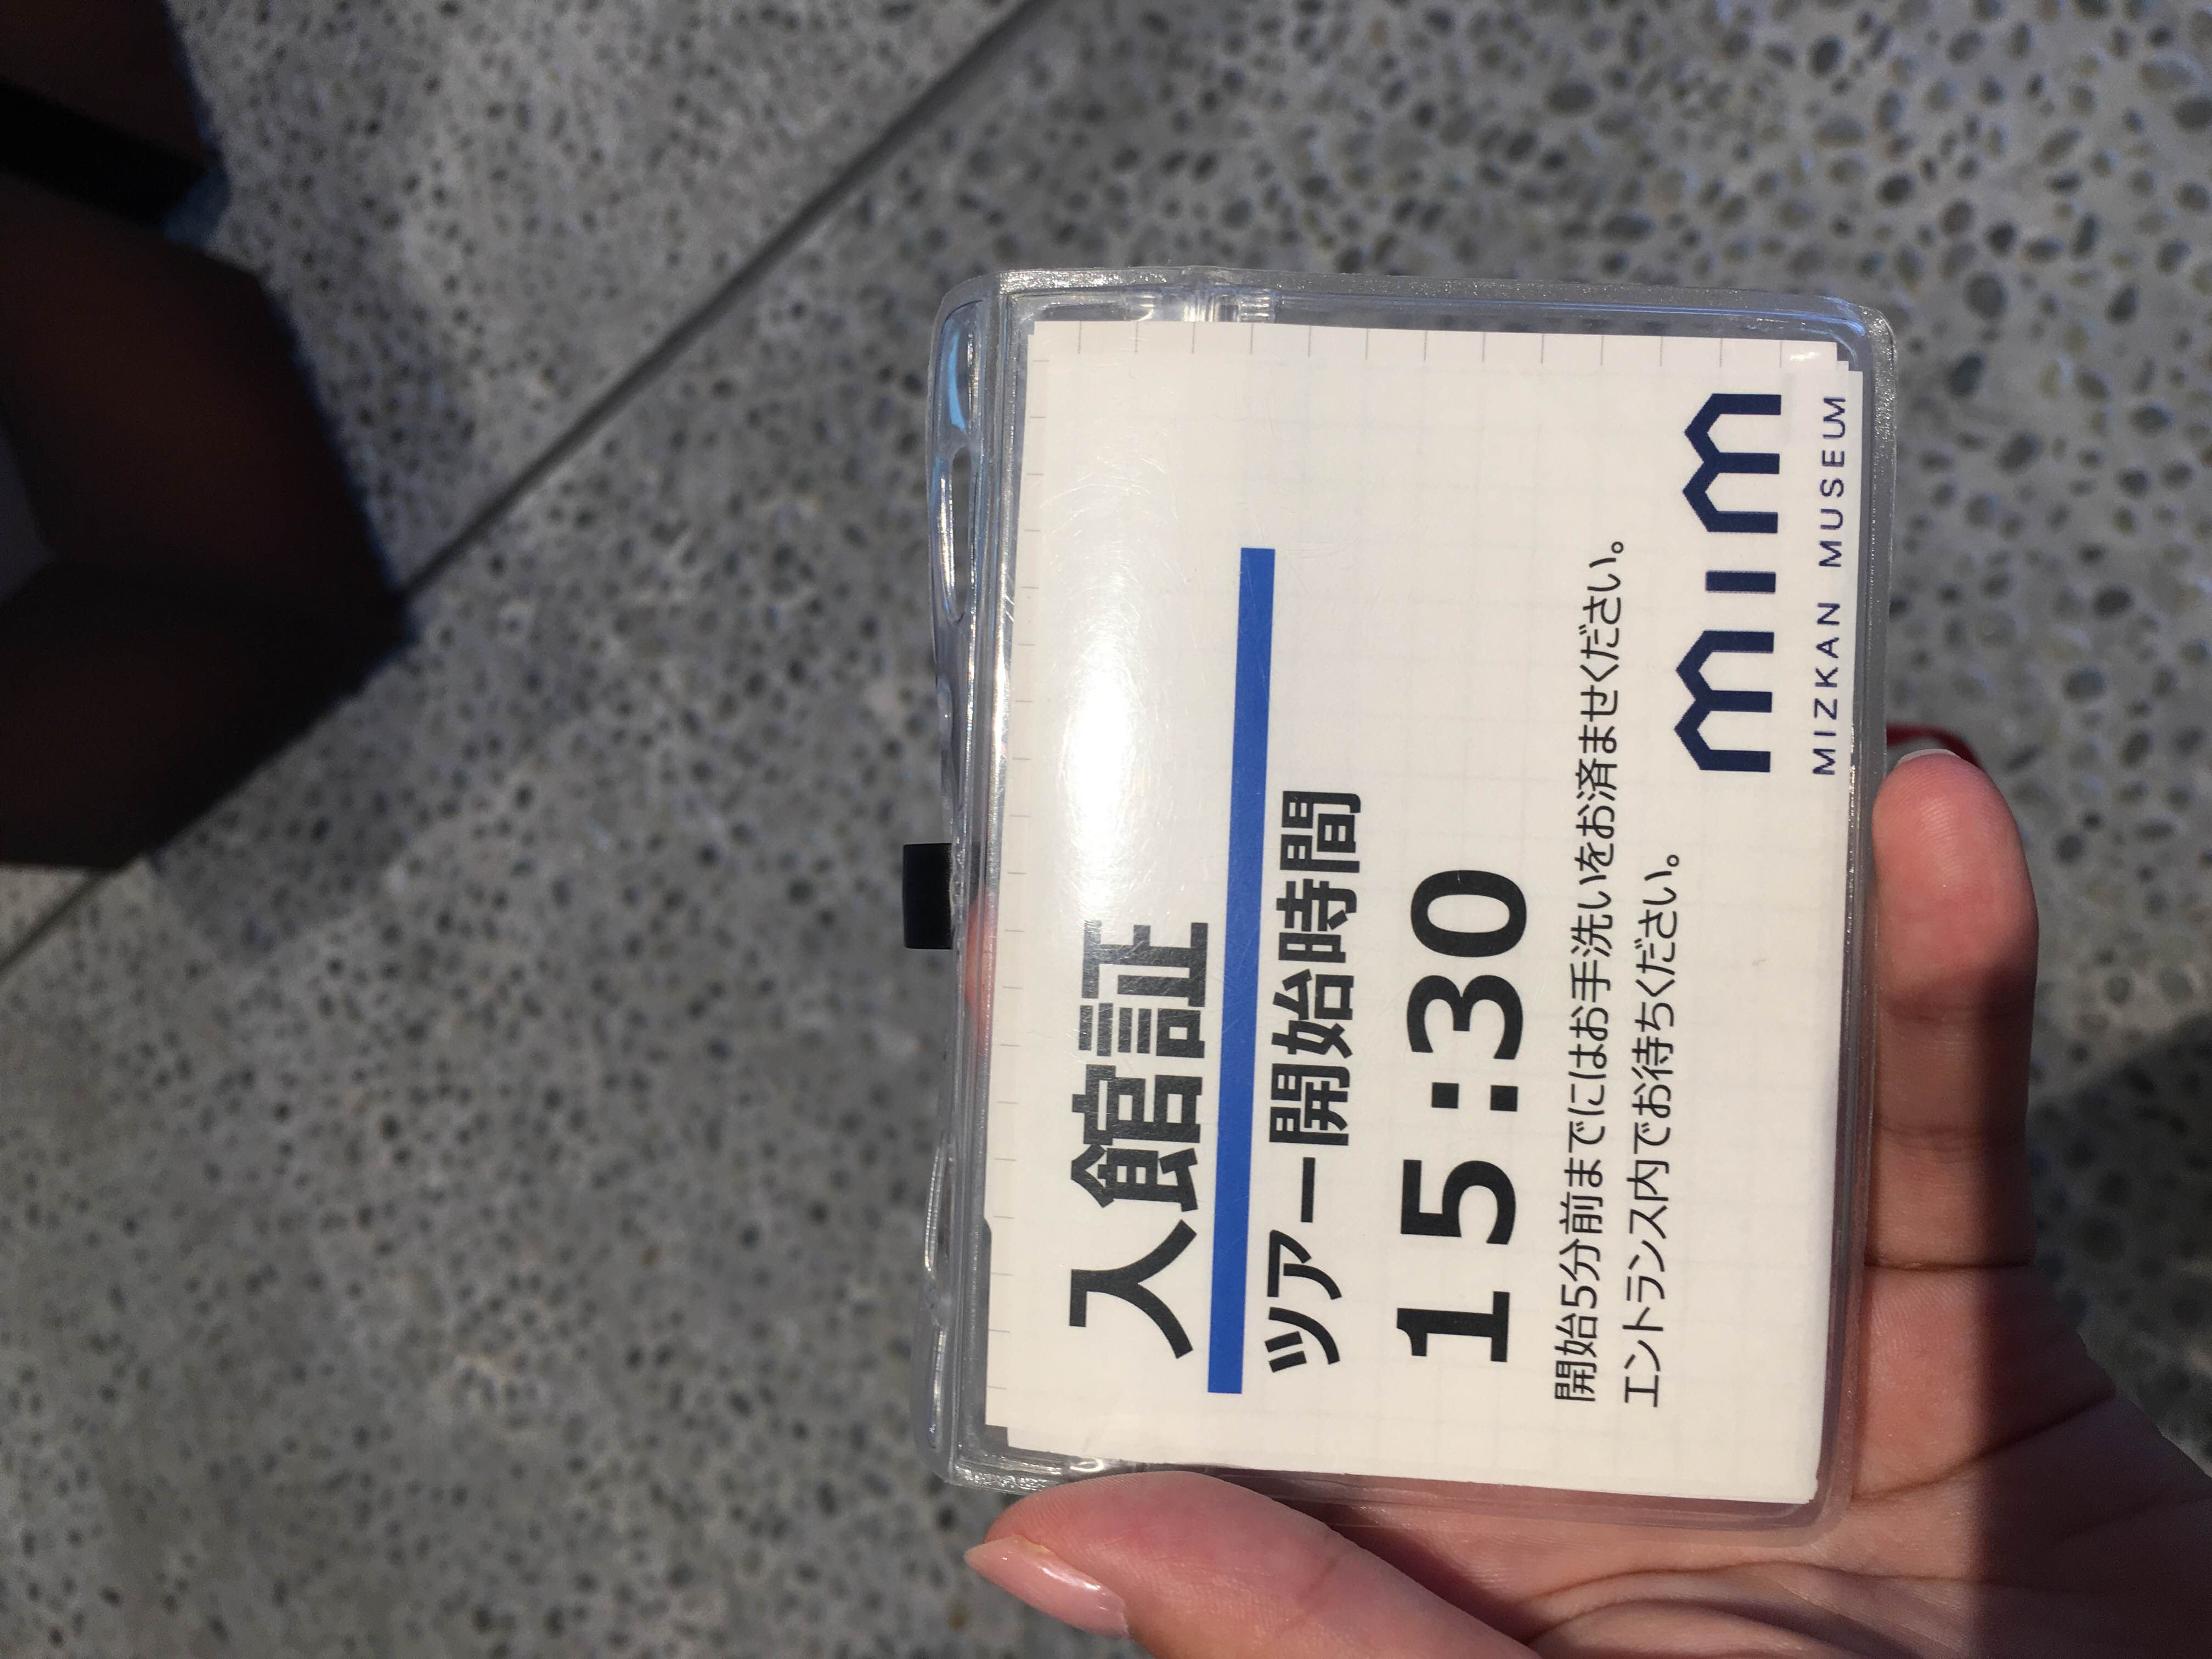 入館証
ツアー開始時間
15:30
開始5分前までにはお手洗いをお済ませください。
エントランス内でお待ちください。
mim
MIZKAN MUSEUM